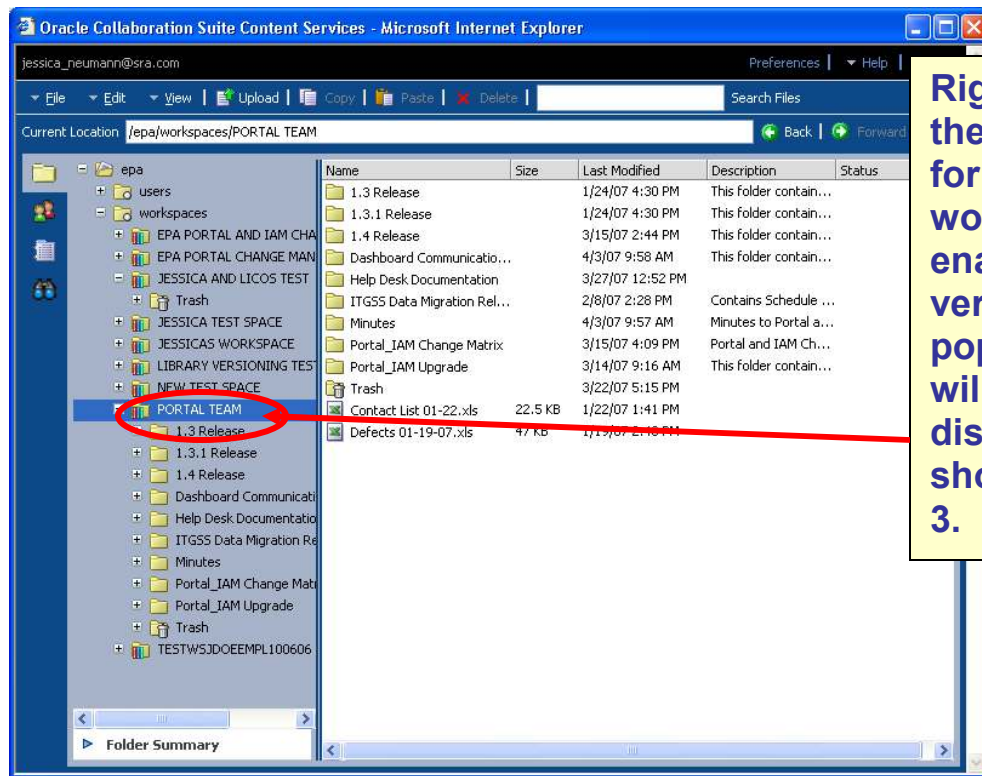 Oracle Collaboration Suite Content Services - Microsoft Internet Explorer
jessica_neumann@sra.com Preferences | Help |
File Edit View | Upload | Copy | Paste | Delete | Search Files
Current Location /epa/workspaces/PORTAL TEAM Back | Forward
epa
users
workspaces
EPA PORTAL AND IAM CHA
EPA PORTAL CHANGE MAN
JESSICA AND LICOS TEST
Trash
JESSICA TEST SPACE
JESSICAS WORKSPACE
LIBRARY VERSIONING TES
NEW TEST SPACE
PORTAL TEAM
1.3 Release
1.3.1 Release
1.4 Release
Dashboard Communicati
Help Desk Documentatio
ITGSS Data Migration Re
Minutes
Portal_IAM Change Mat
Portal_IAM Upgrade
Trash
TESTWSJDOEEMPL100606
Folder Summary
Name Size Last Modified Description Status
1.3 Release 1/24/07 4:30 PM This folder contain...
1.3.1 Release 1/24/07 4:30 PM This folder contain...
1.4 Release 3/15/07 2:44 PM This folder contain...
Dashboard Communicatio... 4/3/07 9:58 AM This folder contain...
Help Desk Documentation 3/27/07 12:52 PM
ITGSS Data Migration Rel... 2/8/07 2:28 PM Contains Schedule ...
Minutes 4/3/07 9:57 AM Minutes to Portal a...
Portal_IAM Change Matrix 3/15/07 4:09 PM Portal and IAM Ch...
Portal_IAM Upgrade 3/14/07 9:16 AM This folder contain...
Trash 3/22/07 5:15 PM
Contact List 01-22.xls 22.5 KB 1/22/07 1:41 PM
Defects 01-19-07.xls 47 KB 1/19/07 2:48 PM
Rig
the
for
wo
ena
ver
pop
wil
dis
sho
3.